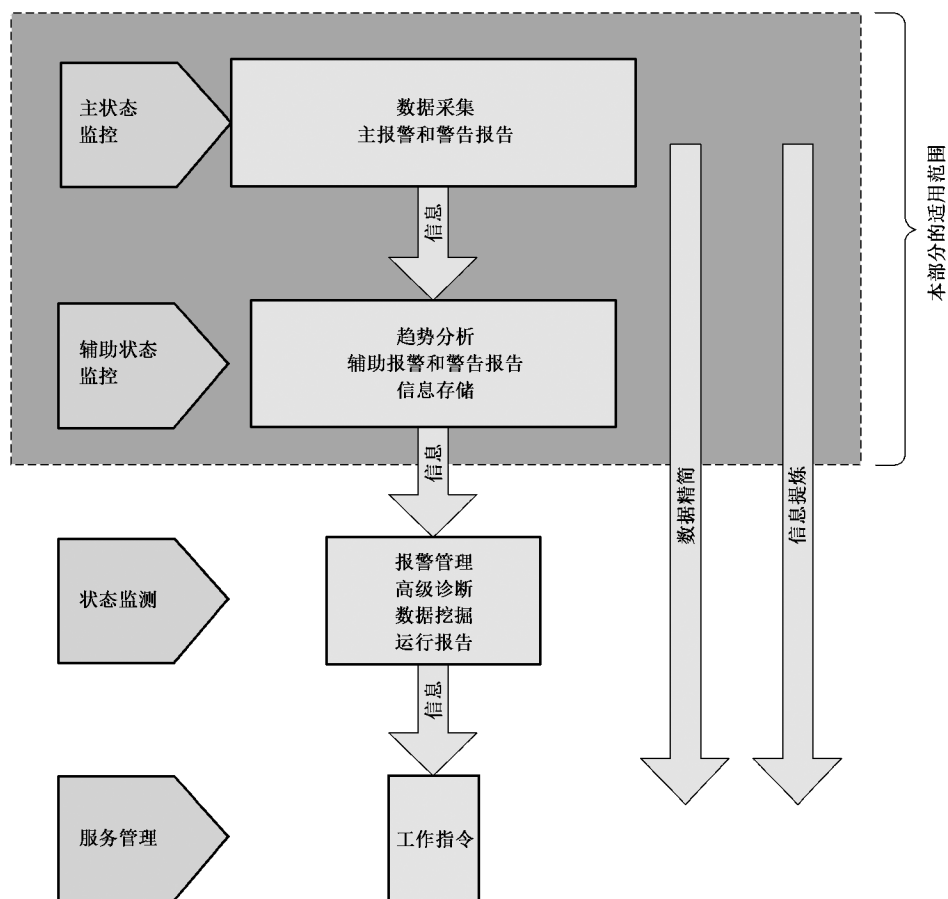 主状态
监控
数据采集
主报警和警告报告
信息
辅助状态
监控
趋势分析
辅助报警和警告报告
信息存储
信息
状态监测
报警管理
高级诊断
数据挖掘
运行报告
信息
服务管理
工作指令
数据精简
信息提炼
本部分的适用范围